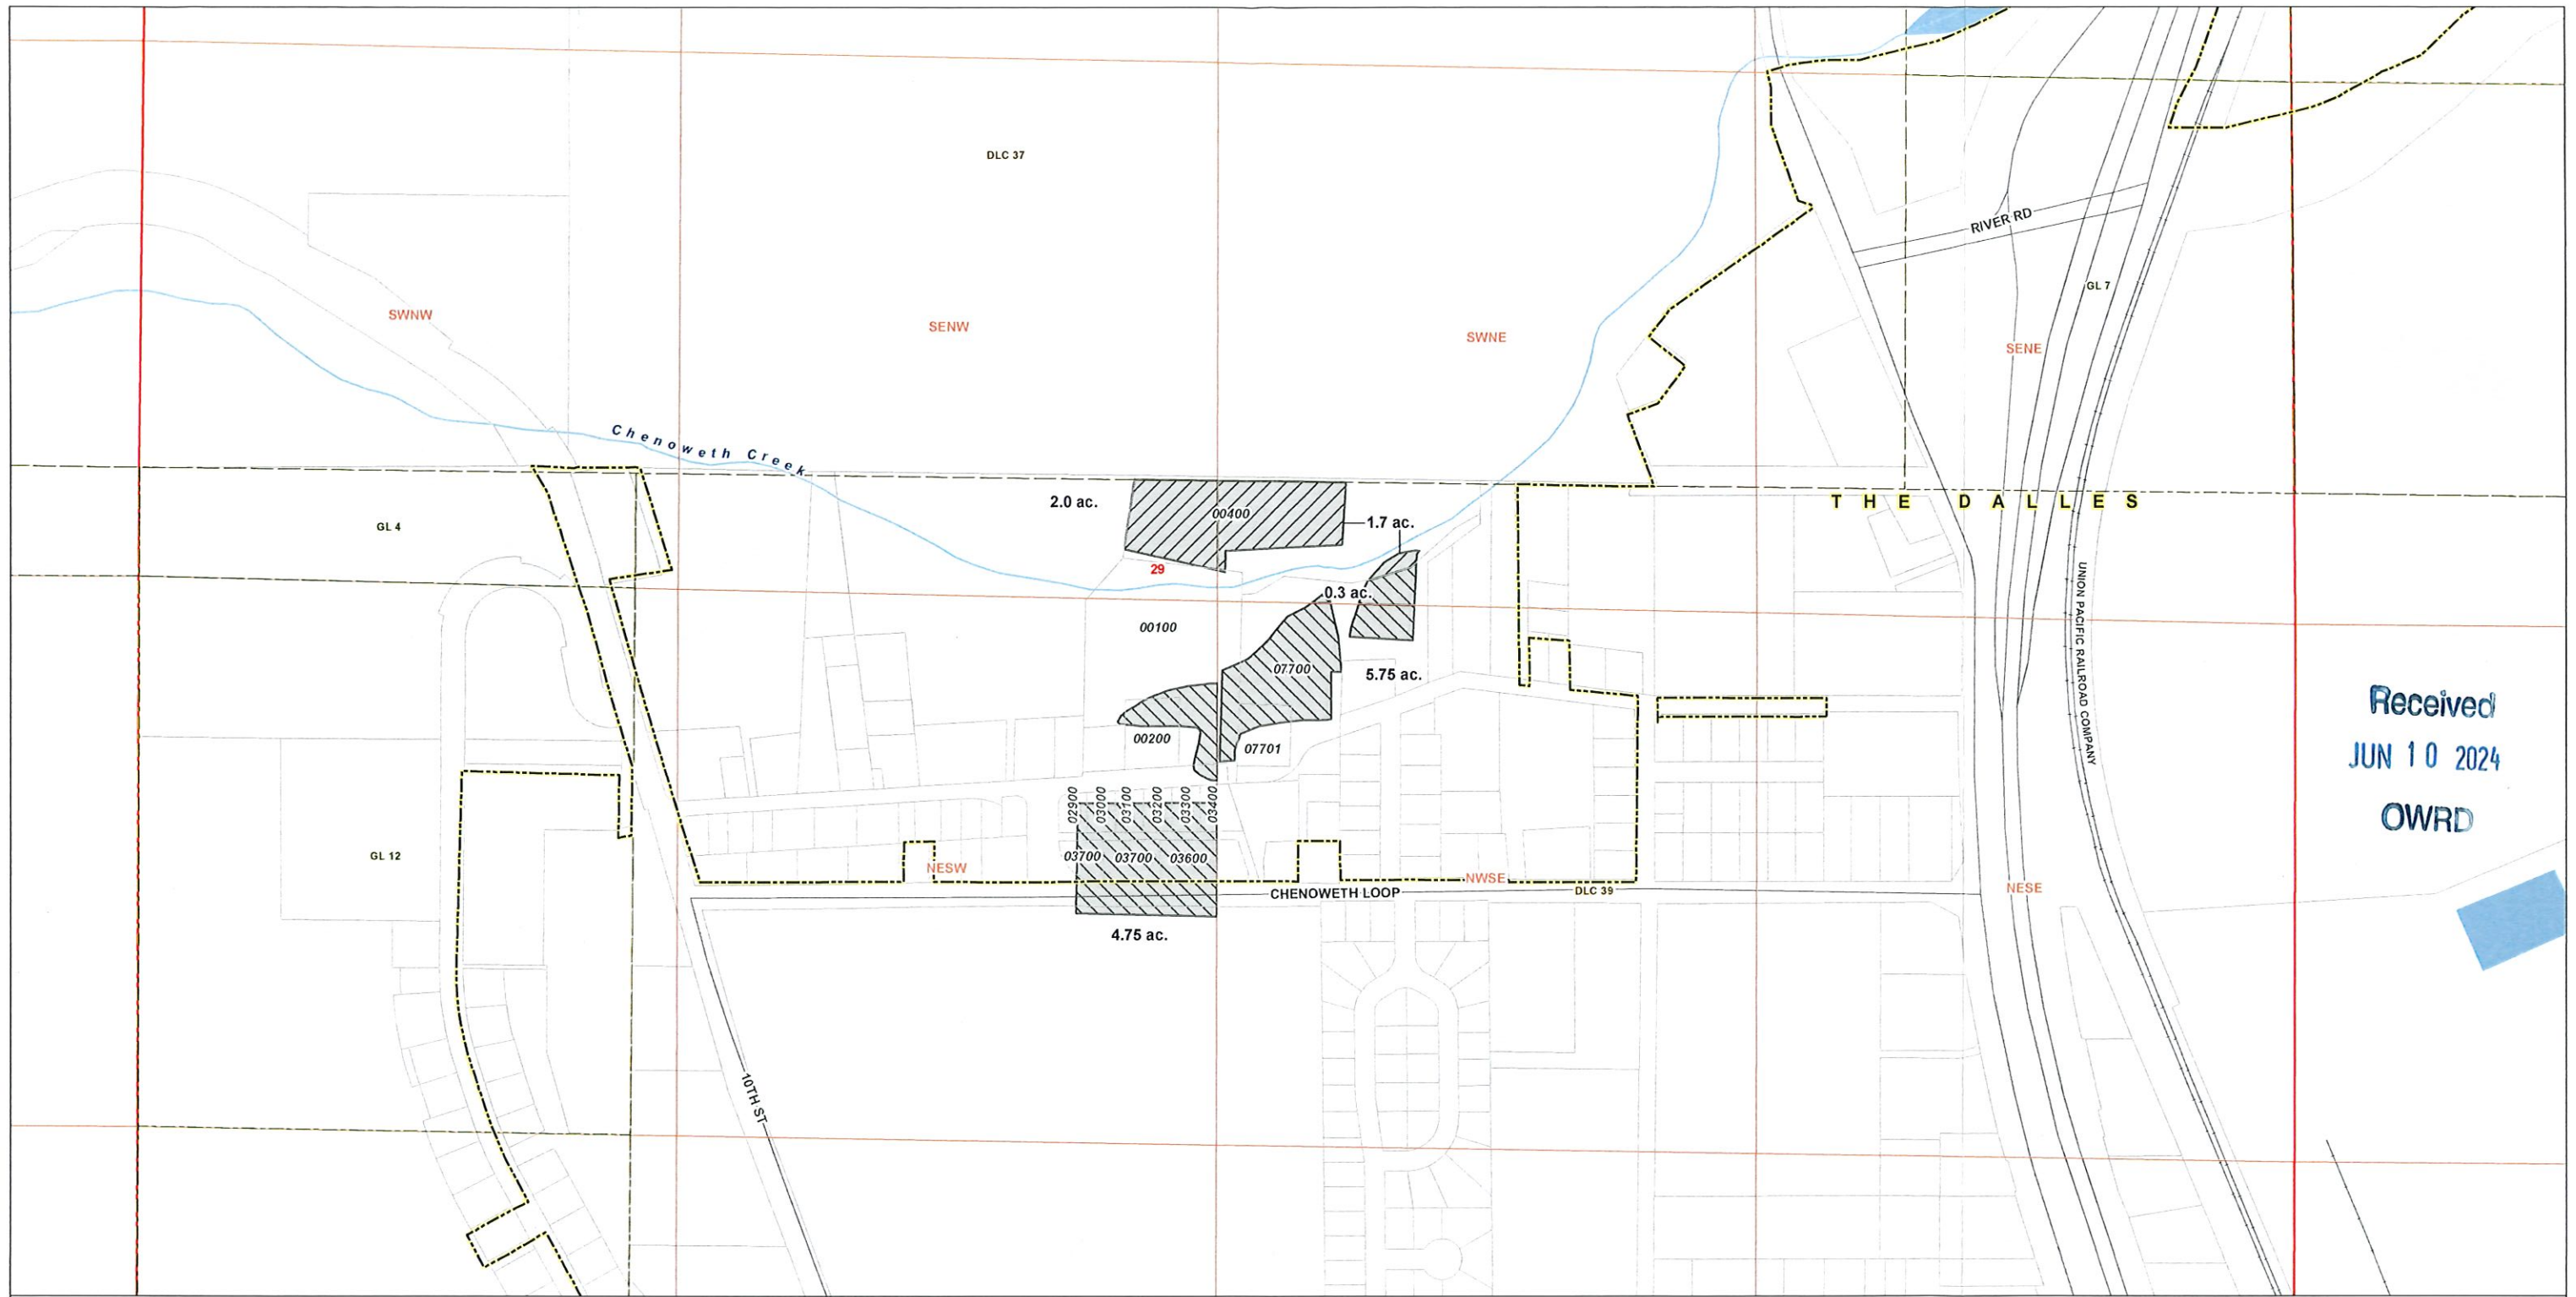 DLC 37
RIVER RD
GL 7
SWNW
SENW
SWNE
SENE
Chenoweth Creek
THE DALLES
2.0 ac.
00400
1.7 ac.
GL 4
29
0.3 ac.
00100
07700
5.75 ac.
UNION PACIFIC RAILROAD COMPANY
Received
JUN 10 2024
OWRD
00200
07701
02900
03000
03100
03200
03300
03400
GL 12
03700
03700
03600
NESW
NWSE
NESE
CHENOWETH LOOP
DLC 39
4.75 ac.
10TH ST